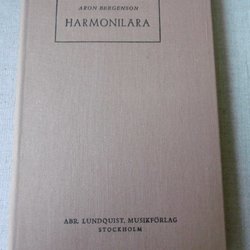 ARON BERGENSON
HARMONILÄRA
ABR. LUNDQUIST, MUSIKFÖRLAG
STOCKHOLM